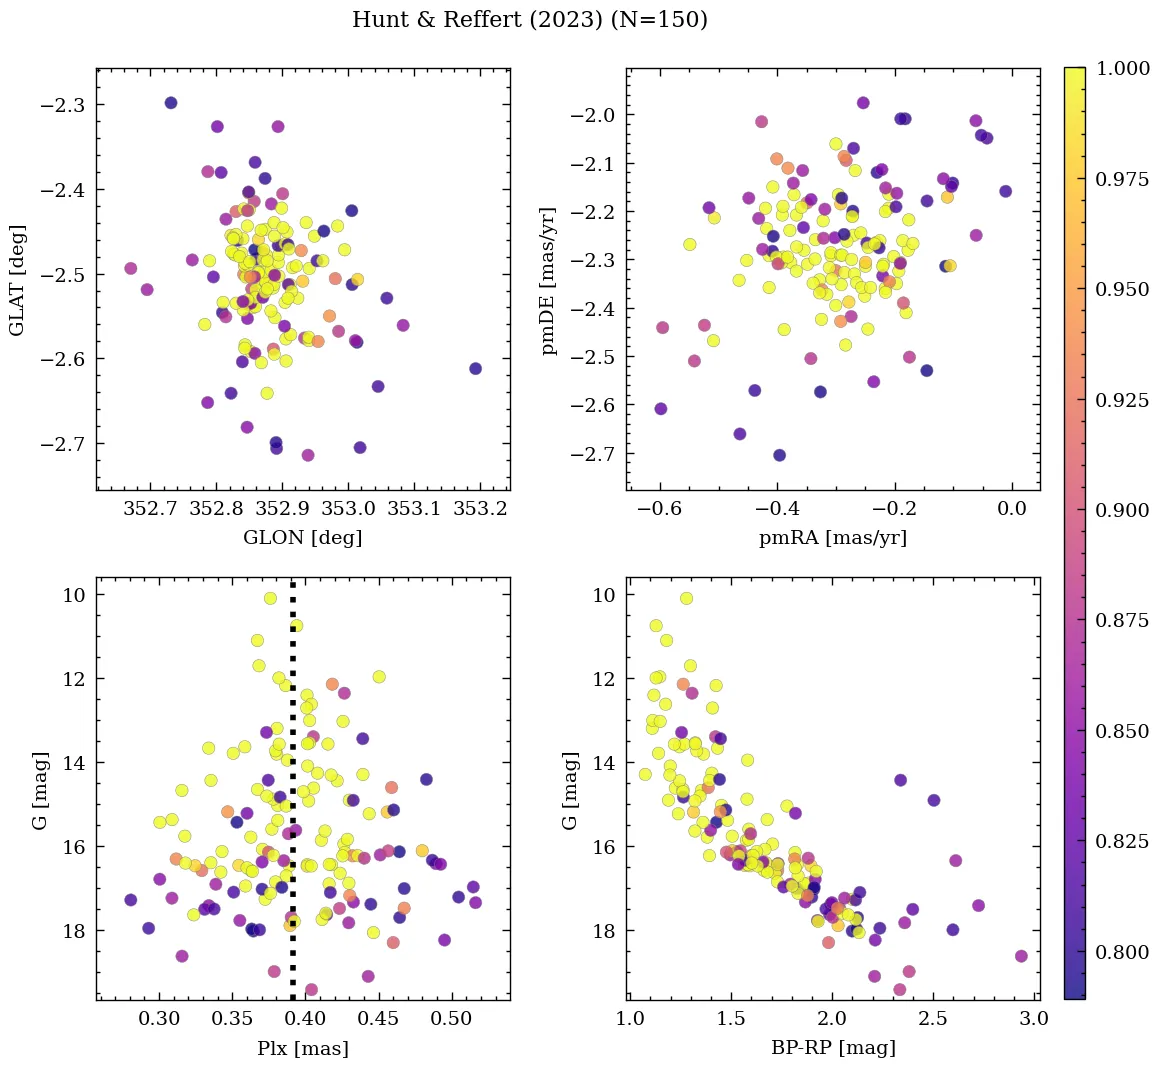 Hunt & Reffert (2023) (N=150)
−2.3
−2.4
−2.5
−2.6
−2.7
GLAT [deg]
352.7 352.8 352.9 353.0 353.1 353.2
GLON [deg]
−2.0
−2.1
−2.2
−2.3
−2.4
−2.5
−2.6
−2.7
pmDE [mas/yr]
−0.6 −0.4 −0.2 0.0
pmRA [mas/yr]
10
12
14
16
18
G [mag]
0.30 0.35 0.40 0.45 0.50
Plx [mas]
10
12
14
16
18
G [mag]
1.0 1.5 2.0 2.5 3.0
BP-RP [mag]
1.000
0.975
0.950
0.925
0.900
0.875
0.850
0.825
0.800